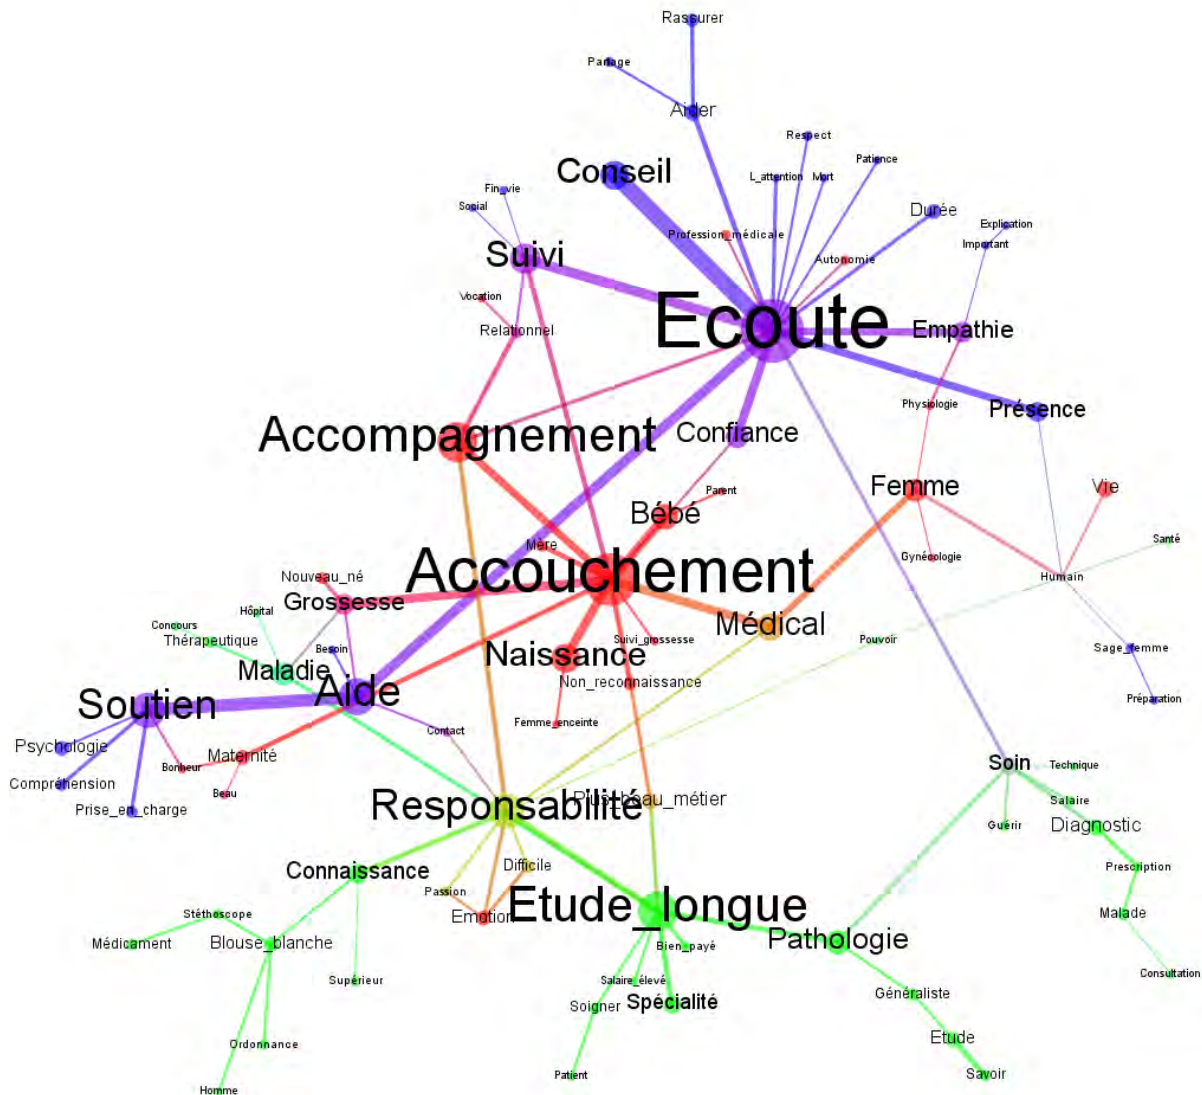 Rassurer
Partage
Aider
Respect
Conseil
Patience
L_attention
Mort
Fin_vie
Social
Durée
Explication
Profession_médicale
Important
Suivi
Autonomie
Vocation
Relationnel
Ecoute
Empathie
Physiologie
Présence
Accompagnement
Confiance
Femme
Vie
Parent
Bébé
Santé
Mère
Gynécologie
Accouchement
Humain
Nouveau_né
Grossesse
Hôpital
Concours
Thérapeutique
Médical
Suivi_grossesse
Pouvoir
Besoin
Sage_femme
Naissance
Maladie
Non_reconnaissance
Aide
Soutien
Préparation
Femme_enceinte
Contact
Psychologie
Maternité
Bonheur
Soin
Technique
Compréhension
Beau
Plus_beau_métier
Salaire
Prise_en_charge
Responsabilité
Guérir
Diagnostic
Connaissance
Difficile
Prescription
Passion
Etude_longue
Stéthoscope
Emotion
Malade
Médicament
Blouse_blanche
Bien_payé
Pathologie
Supérieur
Salaire_élevé
Consultation
Spécialité
Généraliste
Soigner
Etude
Ordonnance
Patient
Savoir
Homme